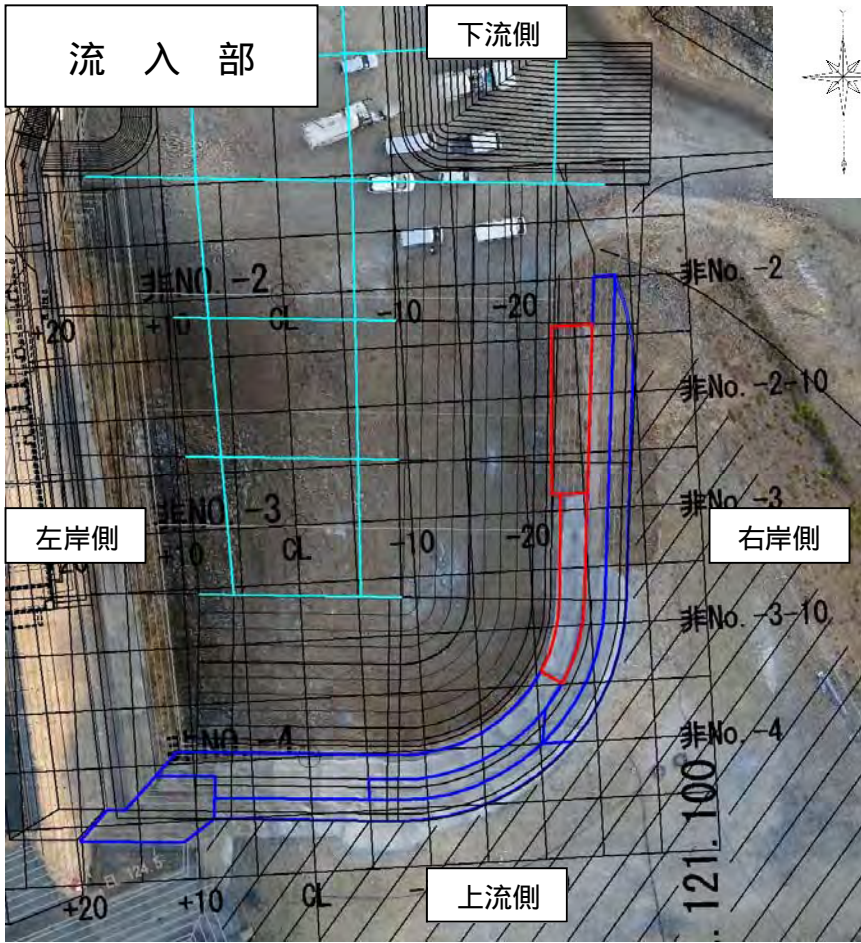 流 入 部
下流側
非NO. -2
+20 +10 CL -10 -20
非No. -2
非No. -2-10
非NO. -3
非No. -3
左岸側
右岸側
-10 CL -10 -20
非No. -3-10
非NO. -4
非No. -4
121. 100
+20 +10 CL
上流側